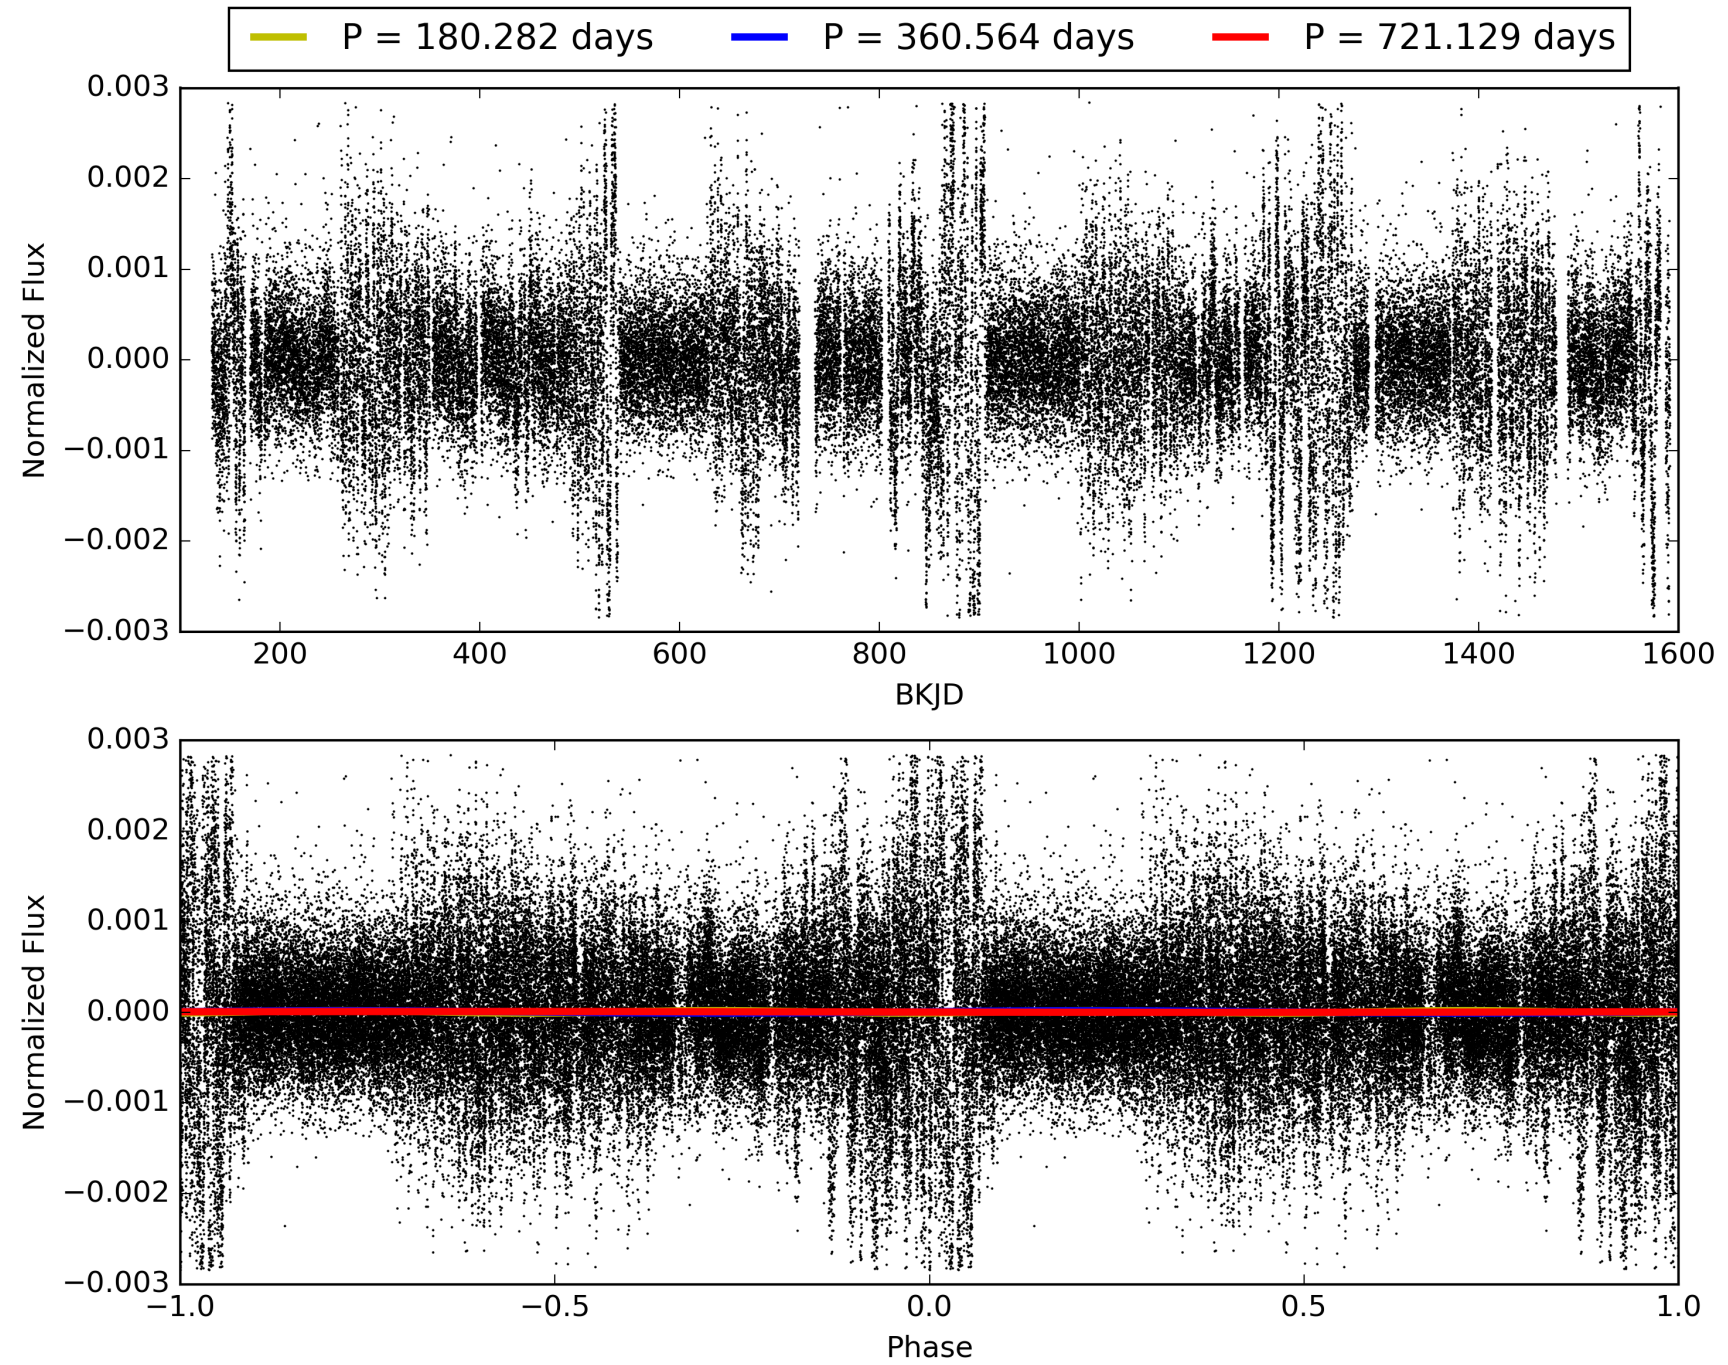 P = 180.282 days P = 360.564 days P = 721.129 days
0.003
0.002
0.001
0.000
−0.001
−0.002
−0.003
Normalized Flux
200 400 600 800 1000 1200 1400 1600
BKJD
0.003
0.002
0.001
0.000
−0.001
−0.002
−0.003
Normalized Flux
−1.0 −0.5 0.0 0.5 1.0
Phase